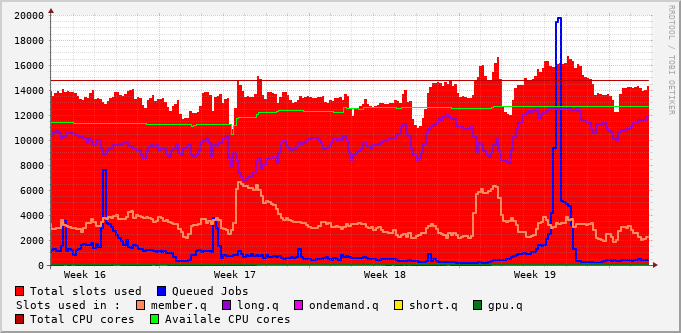 20000
18000
16000
14000
12000
10000
8000
6000
4000
2000
0
Week 16 Week 17 Week 18 Week 19
Total slots used Queued Jobs
Slots used in : member.q long.q ondemand.q short.q gpu.q
Total CPU cores Availale CPU cores
RRDTOOL / TOBI OETIKER